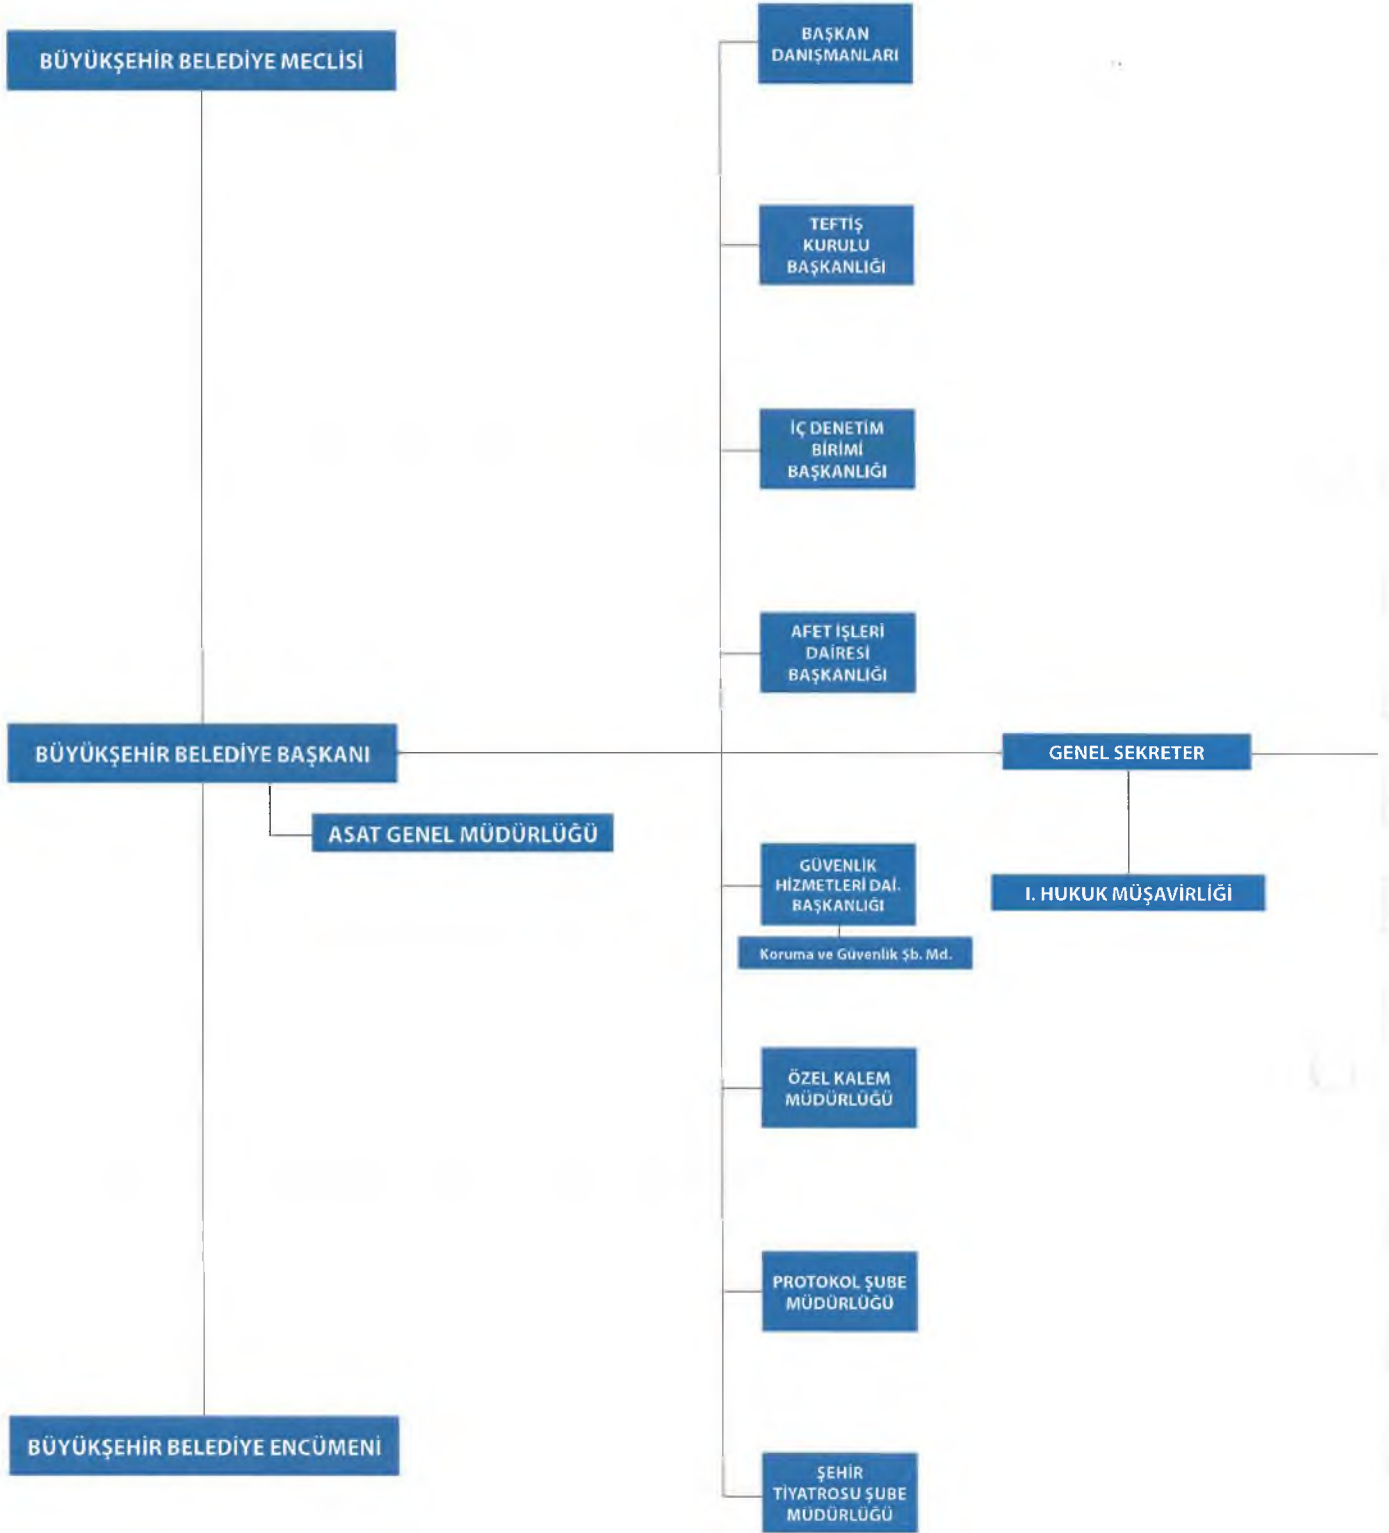 BÜYÜKŞEHİR BELEDİYE MECLİSİ
BAŞKAN
DANIŞMANLARI
TEFTİŞ
KURULU
BAŞKANLIĞI
İÇ DENETİM
BİRİMİ
BAŞKANLIĞI
AFET İŞLERİ
DAİRESİ
BAŞKANLIĞI
BÜYÜKŞEHİR BELEDİYE BAŞKANI
GENEL SEKRETER
ASAT GENEL MÜDÜRLÜĞÜ
GÜVENLİK
HİZMETLERİ DAİ.
BAŞKANLIĞI
I. HUKUK MÜŞAVİRLİĞİ
Koruma ve Güvenlik Şb. Md.
ÖZEL KALEM
MÜDÜRLÜĞÜ
PROTOKOL ŞUBE
MÜDÜRLÜĞÜ
BÜYÜKŞEHİR BELEDİYE ENCÜMENİ
ŞEHİR
TİYATROSU ŞUBE
MÜDÜRLÜĞÜ